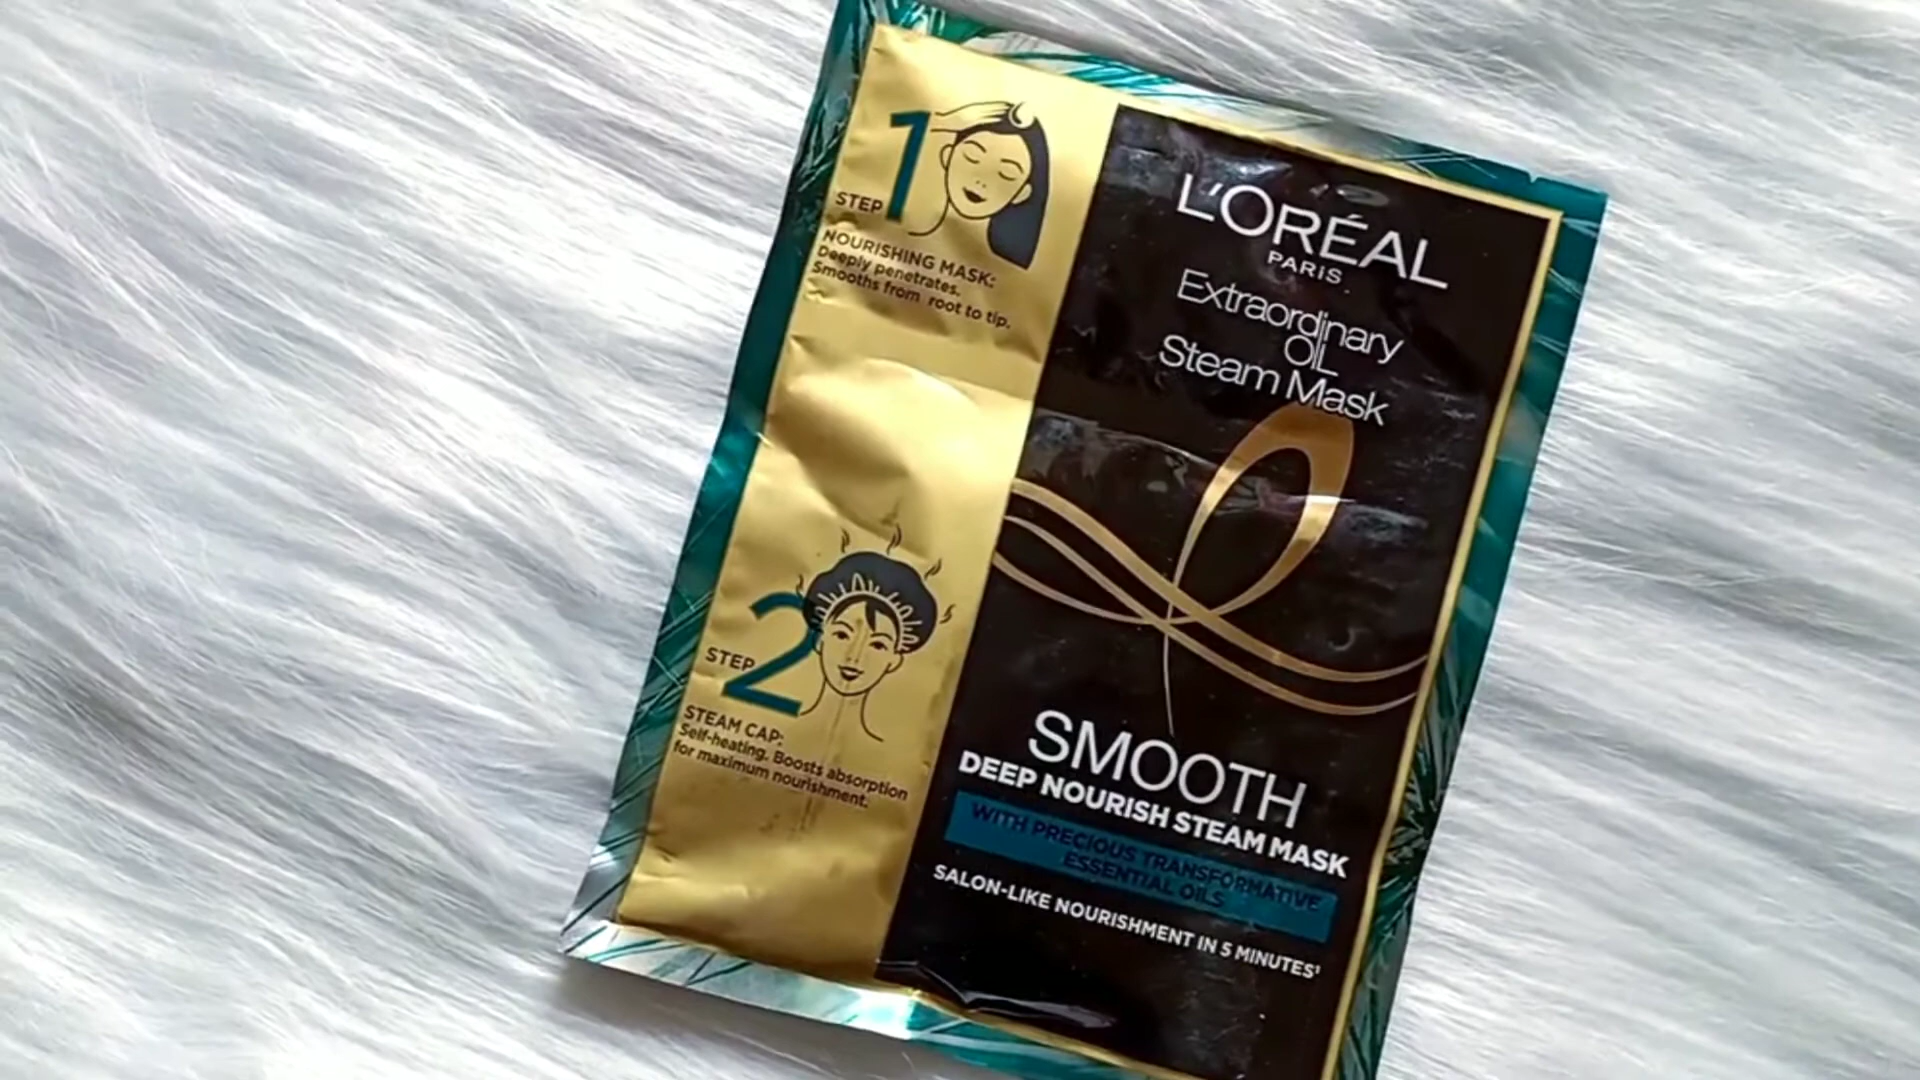 1
STEP
NOURISHING MASK:
Deeply penetrates.
Smooths from root to tip.
2
STEP
STEAM CAP:
Self-heating. Boosts absorption
for maximum nourishment.
L'ORÉAL
PARiS
Extraordinary
OIL
Steam Mask
SMOOTH
DEEP NOURISH STEAM MASK
WITH PRECIOUS TRANSFORMATIVE
ESSENTIAL OILS
SALON-LIKE NOURISHMENT IN 5 MINUTES¹